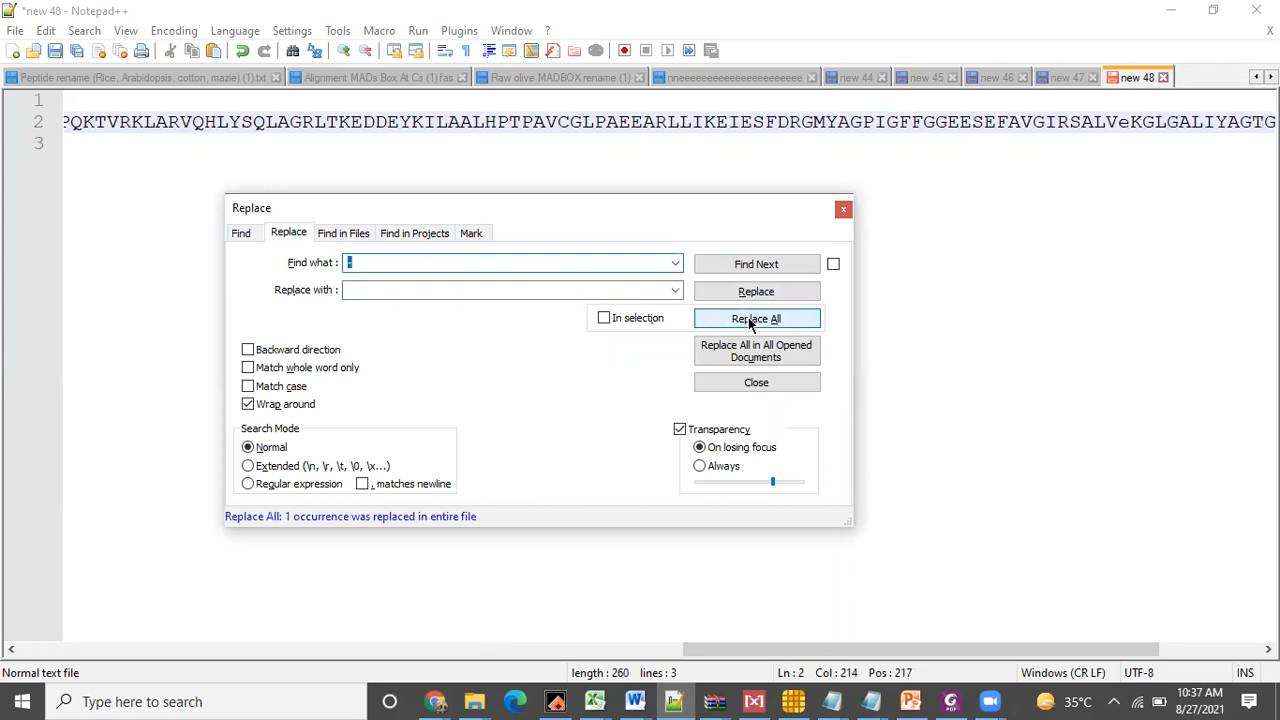 *new 48 - Notepad++
File Edit Search View Encoding Language Settings Tools Macro Run Plugins Window ?
X
Peptide rename (Rice, Arabidopsis, cotton, mazie) (1).txt
Alignment MADs Box Proteins
Raw olive MADBOX rename (1)
nneeeeeeeeeeeeeeeeeeeeee
new 44
new 45
new 46
new 47
new 48
1
2 PQKTVRKLARVQHLYSQLAGRLTKEDDEYKILAALHPTPAVCGLPAEEARLLIKEIESFDRGMYAGPIGFFGGEESEFAVGIRSALVeKGLGALIYAGTG
3
Replace
Find Replace Find in Files Find in Projects Mark
Find what : -
Find Next
Replace with :
Replace
In selection
Replace All
Replace All in All Opened
Documents
Close
Backward direction
Match whole word only
Match case
Wrap around
Search Mode
Normal
Extended (\n, \r, \t, \0, \x...)
Regular expression
. matches newline
Transparency
On losing focus
Always
Replace All: 1 occurrence was replaced in entire file
Normal text file
length : 260 lines : 3
Ln : 2 Col : 214 Pos : 217
Windows (CR LF)
UTF-8
INS
Type here to search
35°C
10:37 AM
8/27/2021